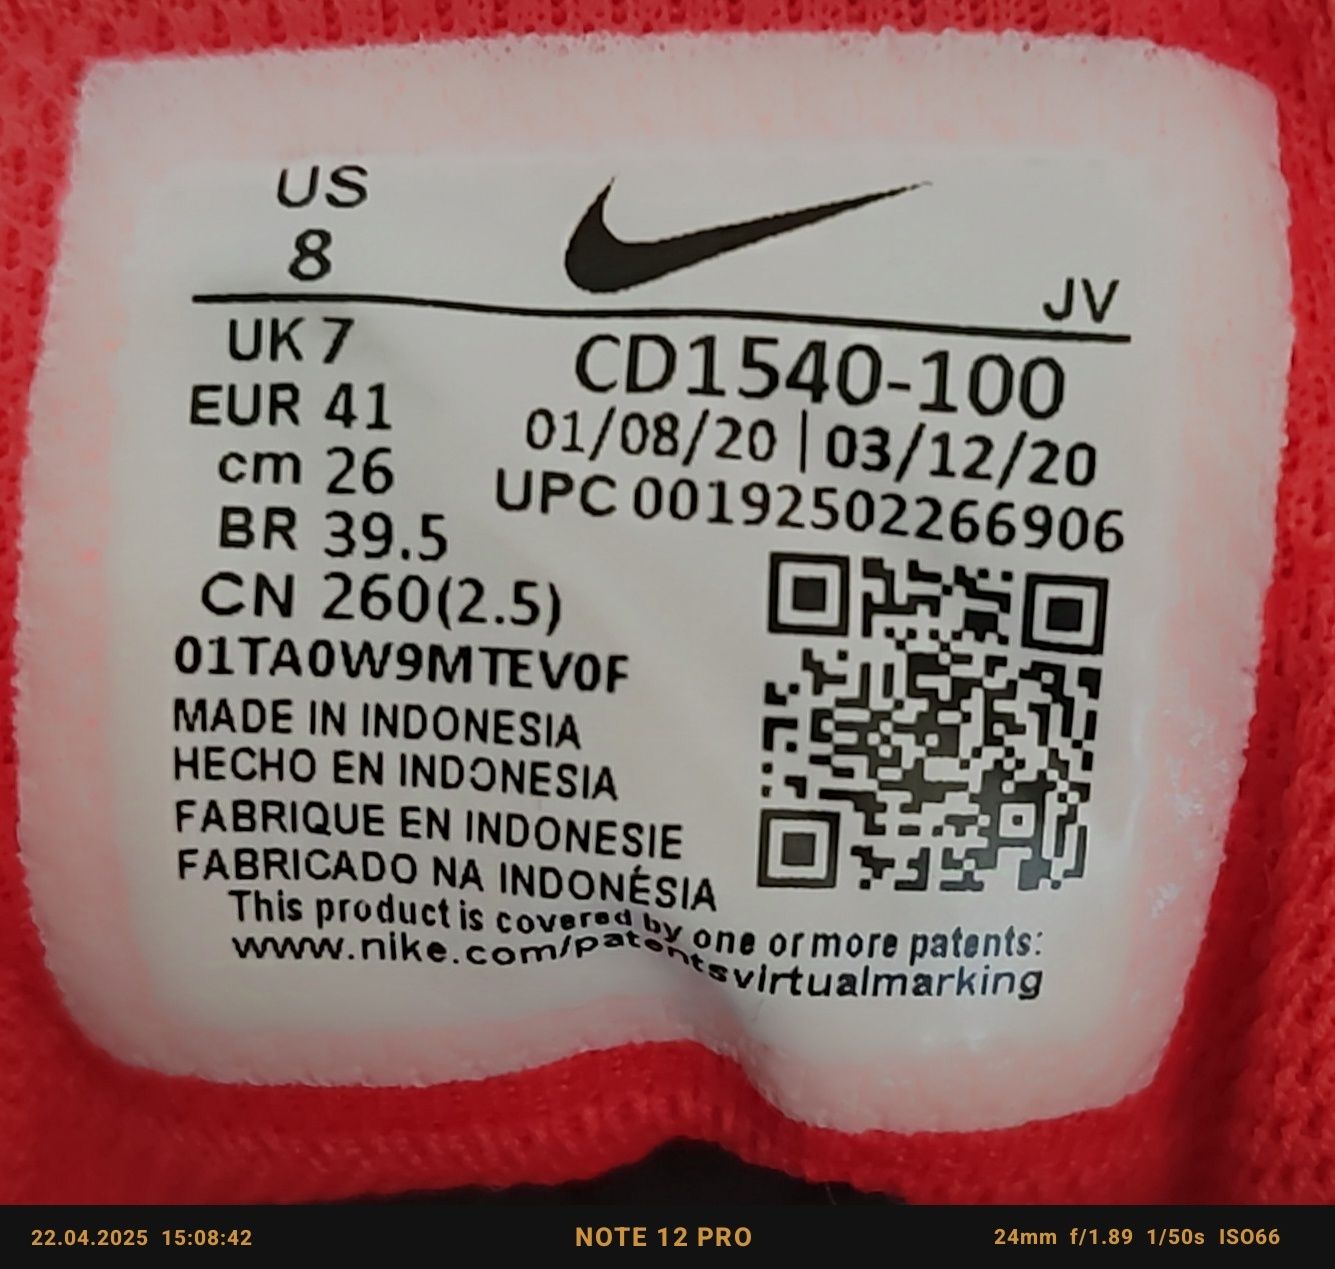 US
8
JV
UK 7
EUR 41
cm 26
BR 39.5
CN 260(2.5)
CD1540-100
01/08/20 | 03/12/20
UPC 00192502266906
01TA0W9MTEV0F
MADE IN INDONESIA
HECHO EN INDONESIA
FABRIQUE EN INDONESIE
FABRICADO NA INDONÉSIA
This product is covered by one or more patents:
www.nike.com/patentsvirtualmarking
22.04.2025 15:08:42
NOTE 12 PRO
24mm f/1.89 1/50s ISO66